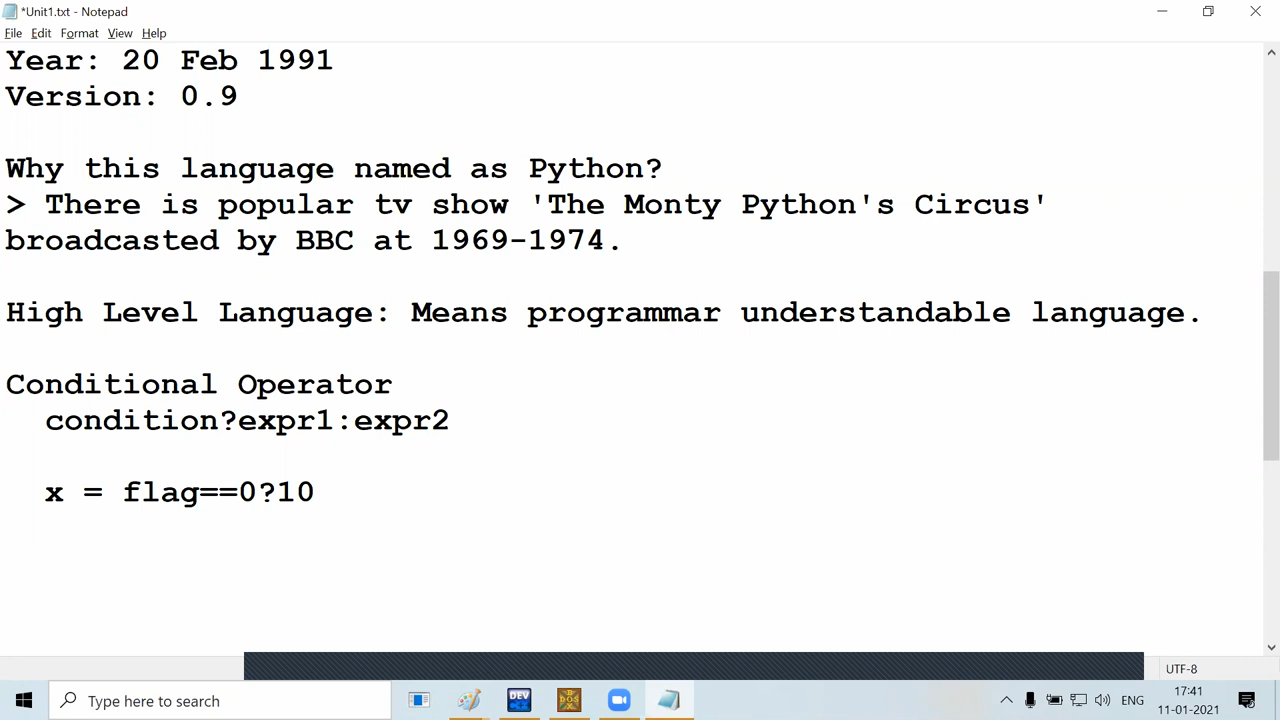 *Unit1.txt - Notepad
File Edit Format View Help
Year: 20 Feb 1991
Version: 0.9
Why this language named as Python?
> There is popular tv show 'The Monty Python's Circus'
broadcasted by BBC at 1969-1974.
High Level Language: Means programmar understandable language.
Conditional Operator
condition?expr1:expr2
x = flag==0?10
UTF-8
Type here to search
DEV
DOS
ENG
17:41
11-01-2021